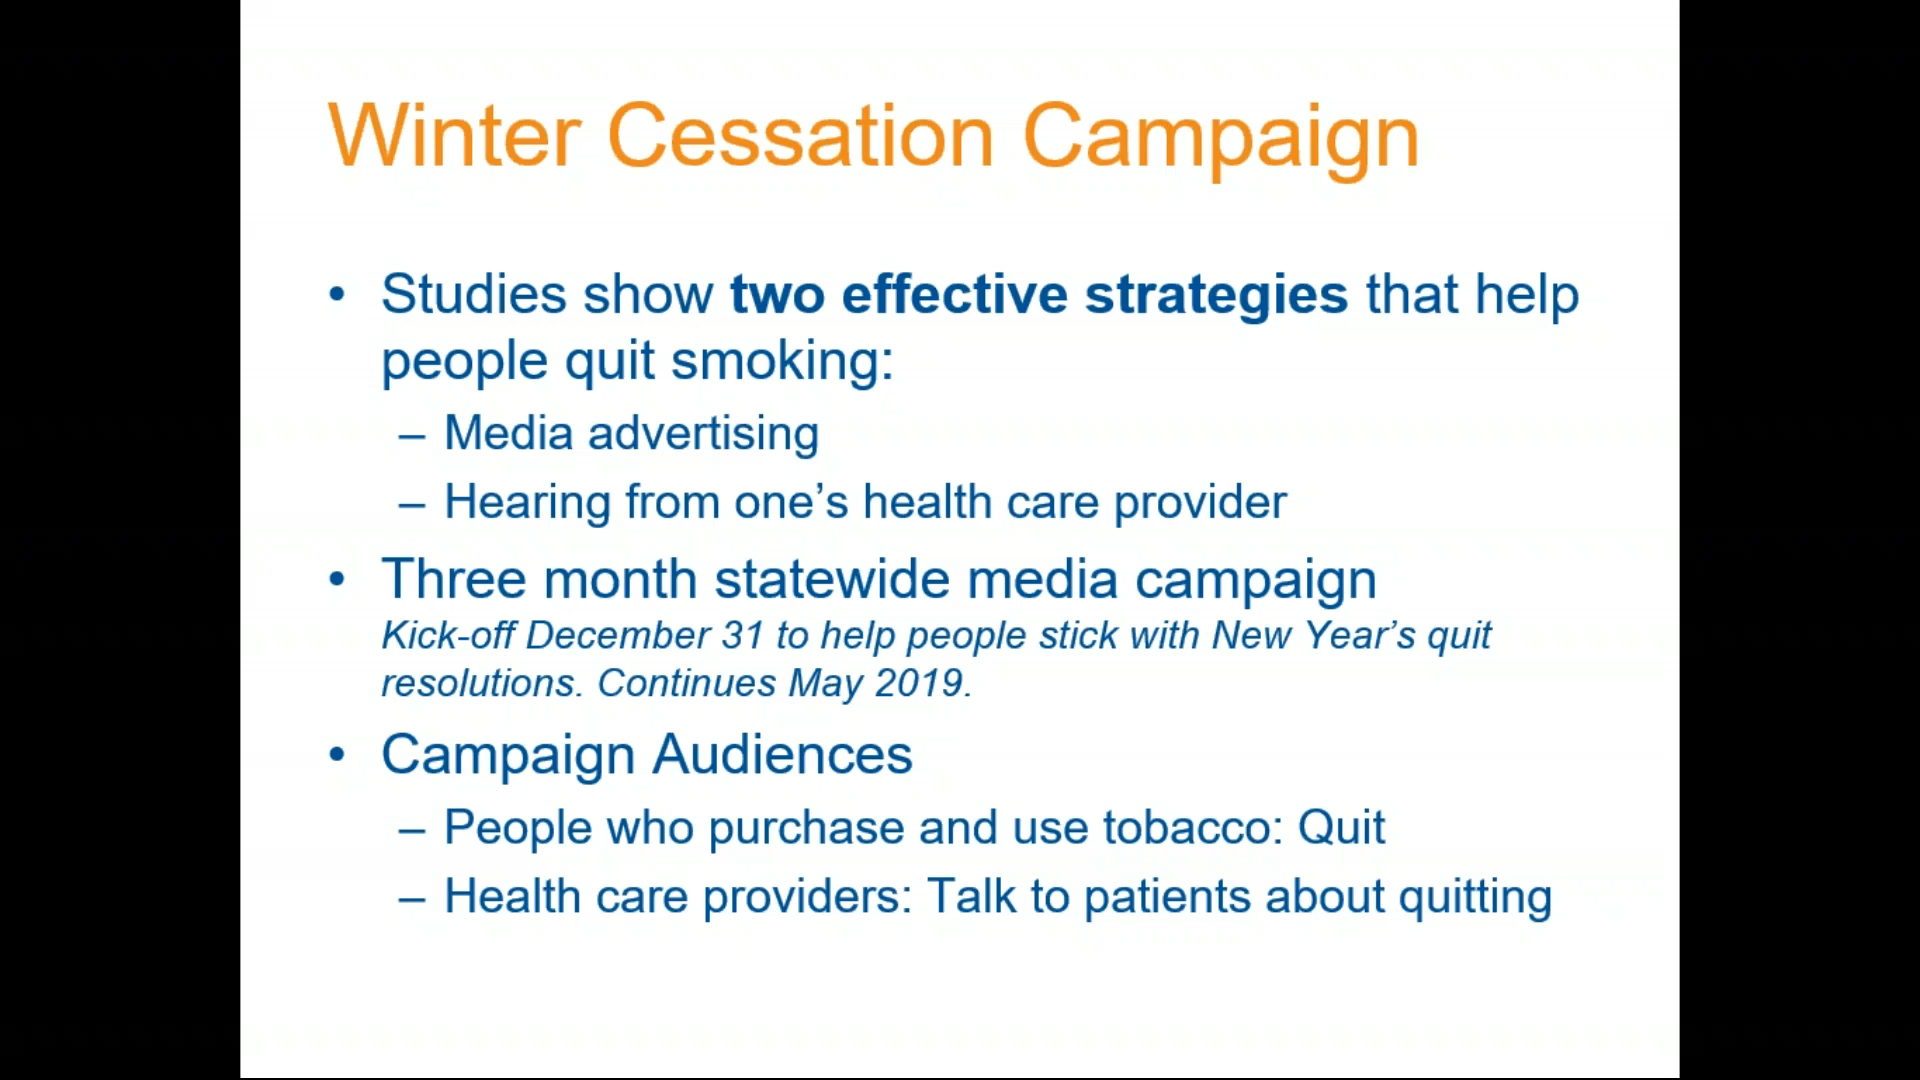 Winter Cessation Campaign
• Studies show two effective strategies that help
people quit smoking:
– Media advertising
– Hearing from one’s health care provider
• Three month statewide media campaign
Kick-off December 31 to help people stick with New Year’s quit
resolutions. Continues May 2019.
• Campaign Audiences
– People who purchase and use tobacco: Quit
– Health care providers: Talk to patients about quitting